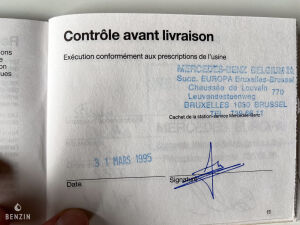 Contrôle avant livraison
Exécution conformément aux prescriptions de l'usine
MERCEDES-BENZ BELGIUM
Succ. EUROPA Bruxelles-Brussel
Chaussée de Louvain 770
Leuvensesteenweg
BRUXELLES 1030 BRUSSEL
TEL.
Cachet de la station-service Mercedes-Benz
31 MARS 1995
Date
Signature
BENZIN